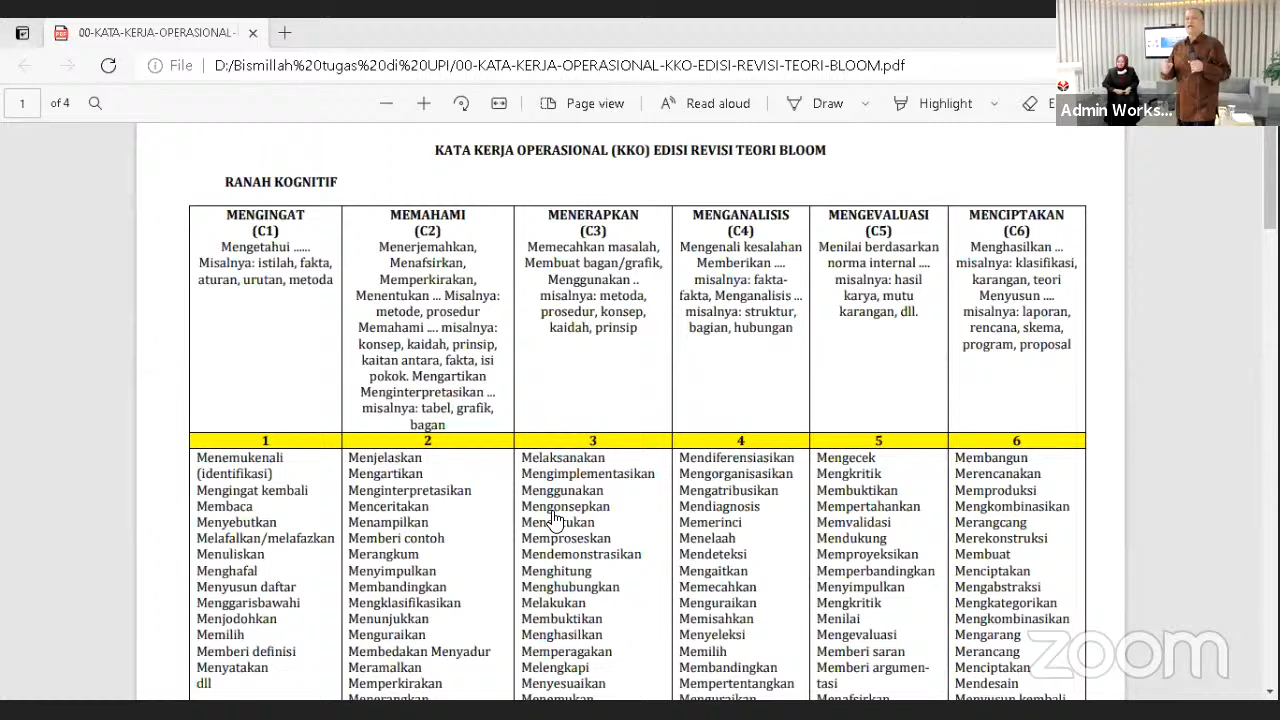 00-KATA-KERJA-OPERASIONAL-
File D:/Bismillah%20tugas%20di%20UPI/00-KATA-KERJA-OPERASIONAL-KKO-EDISI-REVISI-TEORI-BLOOM.pdf
1 of 4 Page view Read aloud Draw Highlight
Admin Works...
KATA KERJA OPERASIONAL (KKO) EDISI REVISI TEORI BLOOM
RANAH KOGNITIF
MENGINGAT
(C1)
Mengetahui ......
Misalnya: istilah, fakta,
aturan, urutan, metoda
MEMAHAMI
(C2)
Menerjemahkan,
Menafsirkan,
Memperkirakan,
Menentukan ... Misalnya:
metode, prosedur
Memahami .... misalnya:
konsep, kaidah, prinsip,
kaitan antara, fakta, isi
pokok. Mengartikan
Menginterpretasikan ...
misalnya: tabel, grafik,
bagan
MENERAPKAN
(C3)
Memecahkan masalah,
Membuat bagan/grafik,
Menggunakan ..
misalnya: metoda,
prosedur, konsep,
kaidah, prinsip
MENGANALISIS
(C4)
Mengenali kesalahan
Memberikan ....
misalnya: fakta-
fakta, Menganalisis ...
misalnya: struktur,
bagian, hubungan
MENGEVALUASI
(C5)
Menilai berdasarkan
norma internal ....
misalnya: hasil
karya, mutu
karangan, dll.
MENCIPTAKAN
(C6)
Menghasilkan ...
misalnya: klasifikasi,
karangan, teori
Menyusun ....
misalnya: laporan,
rencana, skema,
program, proposal
1 2 3 4 5 6
Menemukenali
(identifikasi)
Mengingat kembali
Membaca
Menyebutkan
Melafalkan/melafazkan
Menuliskan
Menghafal
Menyusun daftar
Menggarisbawahi
Menjodohkan
Memilih
Memberi definisi
Menyatakan
dll
Menjelaskan
Mengartikan
Menginterpretasikan
Menceritakan
Menampilkan
Memberi contoh
Merangkum
Menyimpulkan
Membandingkan
Mengklasifikasikan
Menunjukkan
Menguraikan
Membedakan Menyadur
Meramalkan
Memperkirakan
Menerangkan
Melaksanakan
Mengimplementasikan
Menggunakan
Mengonsepkan
Memproseskan
Mendemonstrasikan
Menghitung
Menghubungkan
Melakukan
Membuktikan
Menghasilkan
Memperagakan
Melengkapi
Menyesuaikan
Menemukan
Mendiferensiasikan
Mengorganisasikan
Mengatribusikan
Mendiagnosis
Memerinci
Menelaah
Mendeteksi
Mengaitkan
Memecahkan
Menguraikan
Memisahkan
Menyeleksi
Memilih
Membandingkan
Mempertentangkan
Menguraikan
Mengecek
Mengkritik
Membuktikan
Mempertahankan
Memvalidasi
Mendukung
Memproyeksikan
Memperbandingkan
Menyimpulkan
Mengkritik
Menilai
Mengevaluasi
Memberi saran
Memberi argumen-
tasi
Menafsirkan
Membangun
Merencanakan
Memproduksi
Mengkombinasikan
Merangcang
Merekonstruksi
Membuat
Menciptakan
Mengabstraksi
Mengkategorikan
Mengkombinasikan
Mengarang
Merancang
Menciptakan
Mendesain
Menyusun kembali
zoom